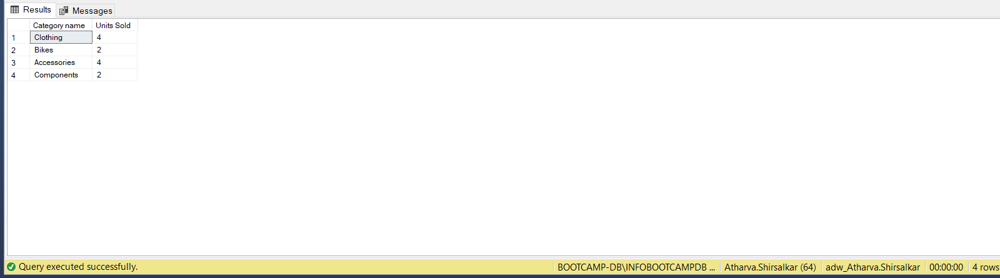 Results Messages
Category name Units Sold
1 Clothing 4
2 Bikes 2
3 Accessories 4
4 Components 2
Query executed successfully. BOOTCAMP-DB\INFOBOOTCAMPDB ... Atharva.Shirsalkar (64) adw_Atharva.Shirsalkar 00:00:00 4 rows